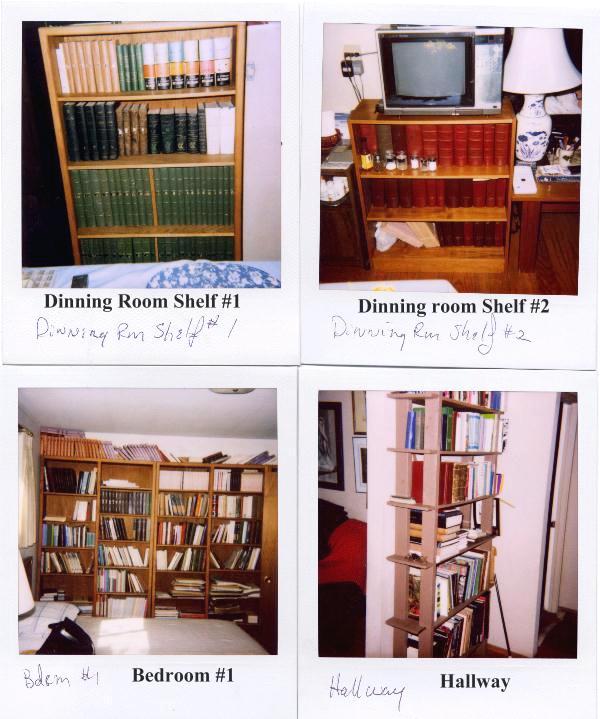 Dinning Room Shelf #1
Dinning Rm Shelf #1
Dinning room Shelf #2
Dinning Rm Shelf #2
Bedroom #1
Bdrm #1
Hallway
Hallway